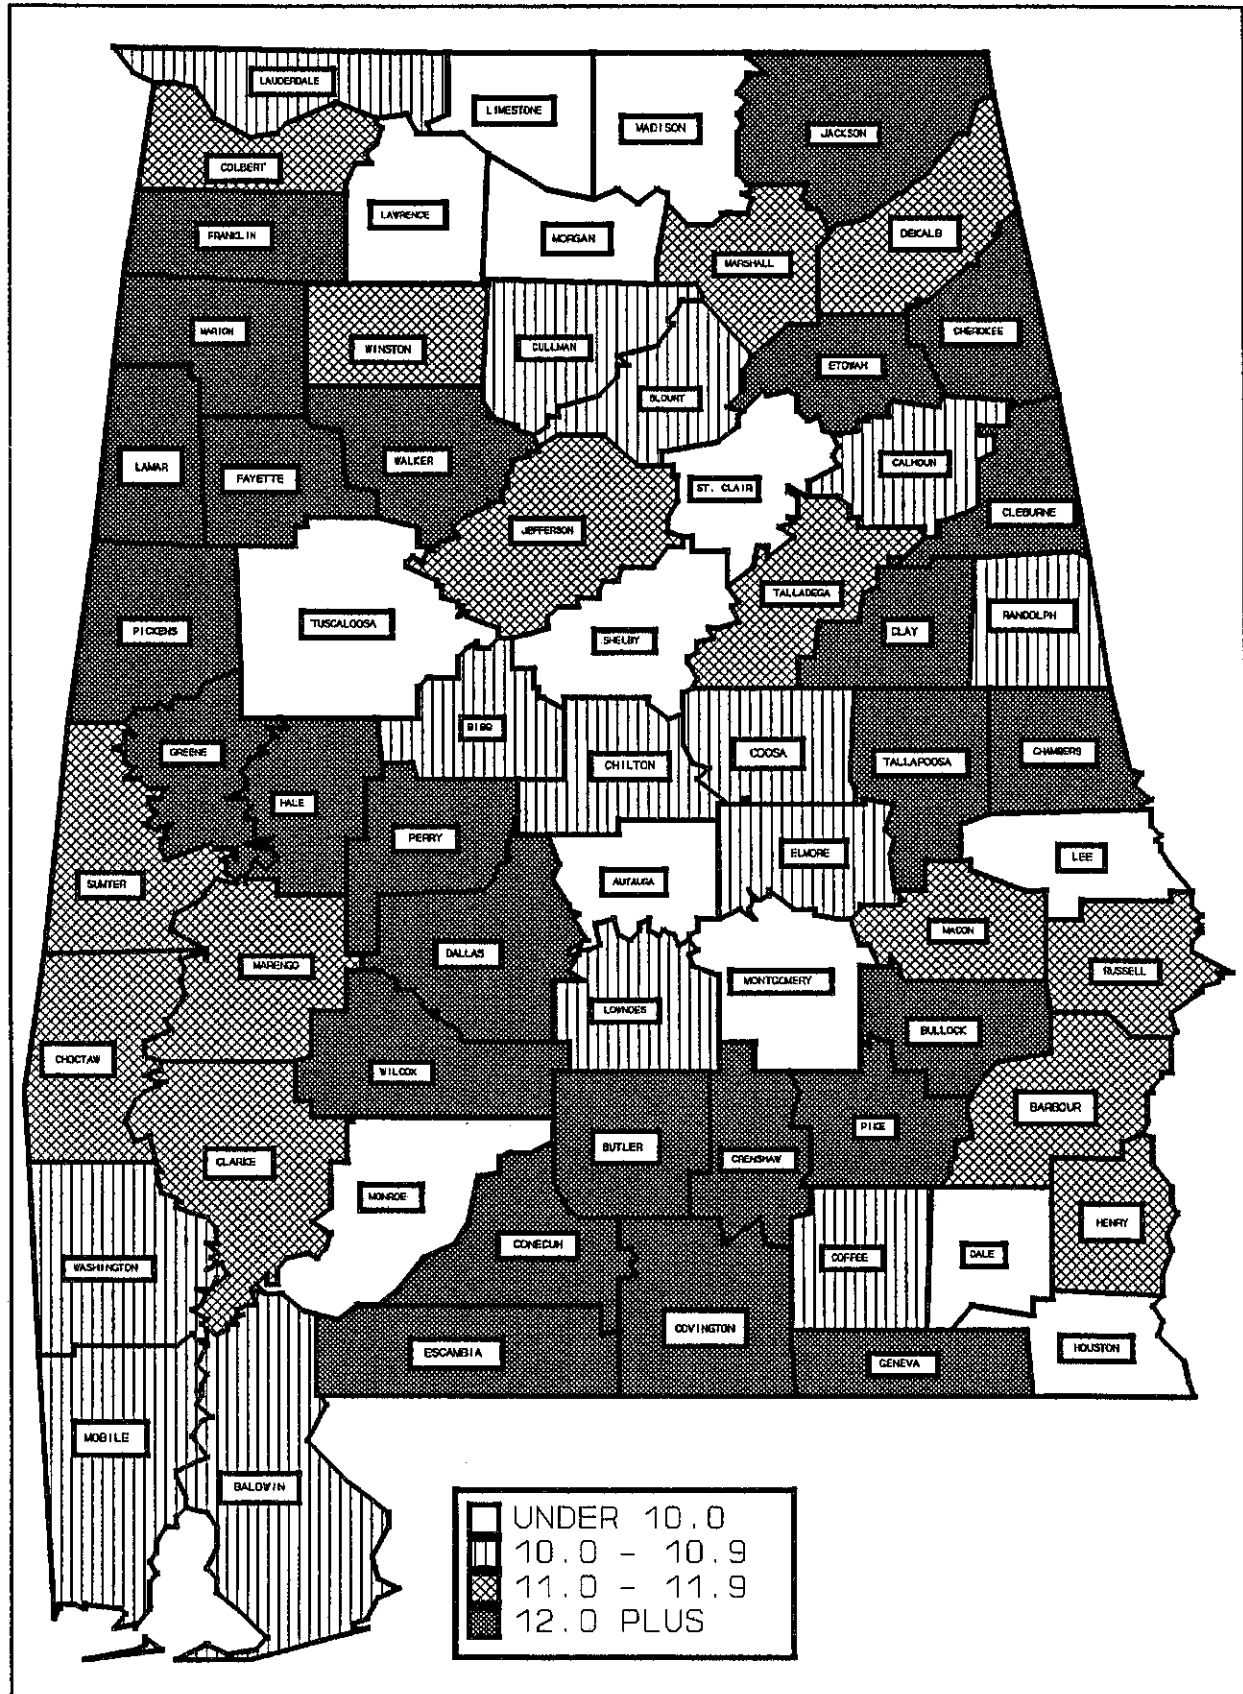 LAUDERDALE
LIMESTONE
MADISON
JACKSON
COLBERT
LAWRENCE
FRANKLIN
MORGAN
DEKALB
MARSHALL
MARION
WINSTON
CULLMAN
CHEROKEE
ETOWAH
BLOUNT
LAMAR
FAYETTE
WALKER
CALHOUN
ST. CLAIR
CLEBURNE
JEFFERSON
TALLADEGA
RANDOLPH
PICKENS
TUSCALOOSA
SHELBY
CLAY
BIBB
GREENE
CHILTON
COOSA
TALLAPOOSA
CHAMBERS
HALE
PERRY
ELMORE
LEE
SUMTER
AUTAUGA
MACON
MARENGO
DALLAS
MONTGOMERY
RUSSELL
LOWNDES
BULLOCK
CHOCTAW
WILCOX
BARBOUR
CLARKE
BUTLER
CRENSHAW
PIKE
MONROE
HENRY
WASHINGTON
CONECUH
COFFEE
DALE
ESCAMBIA
COVINGTON
GENEVA
HOUSTON
MOBILE
BALDWIN
UNDER 10.0
10.0 - 10.9
11.0 - 11.9
12.0 PLUS